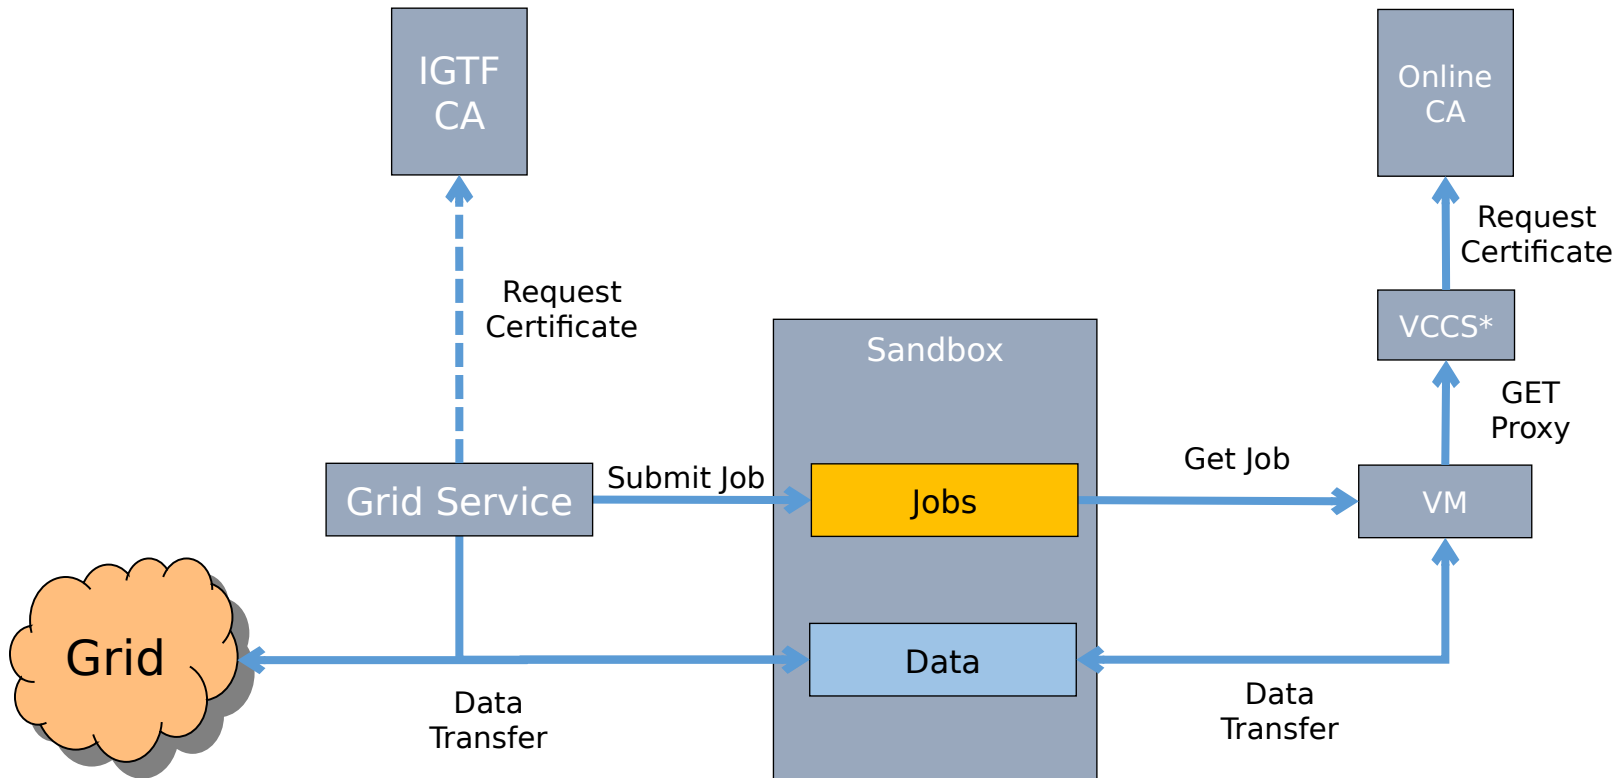 IGTF
CA
Online
CA
Request
Certificate
Request
Certificate
VCCS*
Sandbox
GET
Proxy
Submit Job
Get Job
Grid Service
Jobs
VM
Grid
Data
Data
Transfer
Data
Transfer